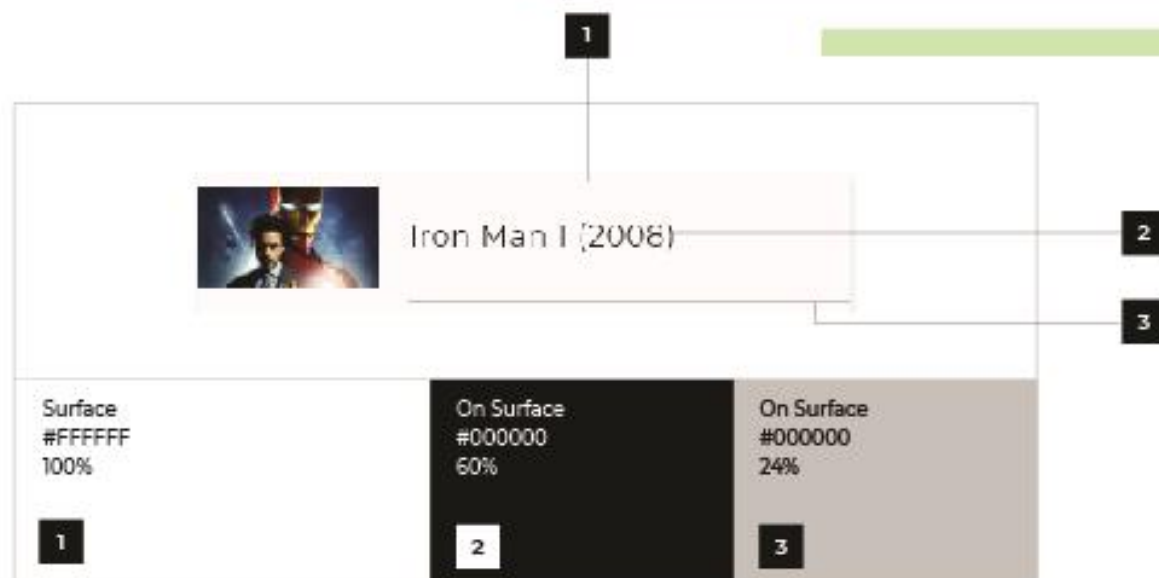 1
Iron Man I (2008)
2
3
Surface
#FFFFFF
100%
1
On Surface
#000000
60%
2
On Surface
#000000
24%
3